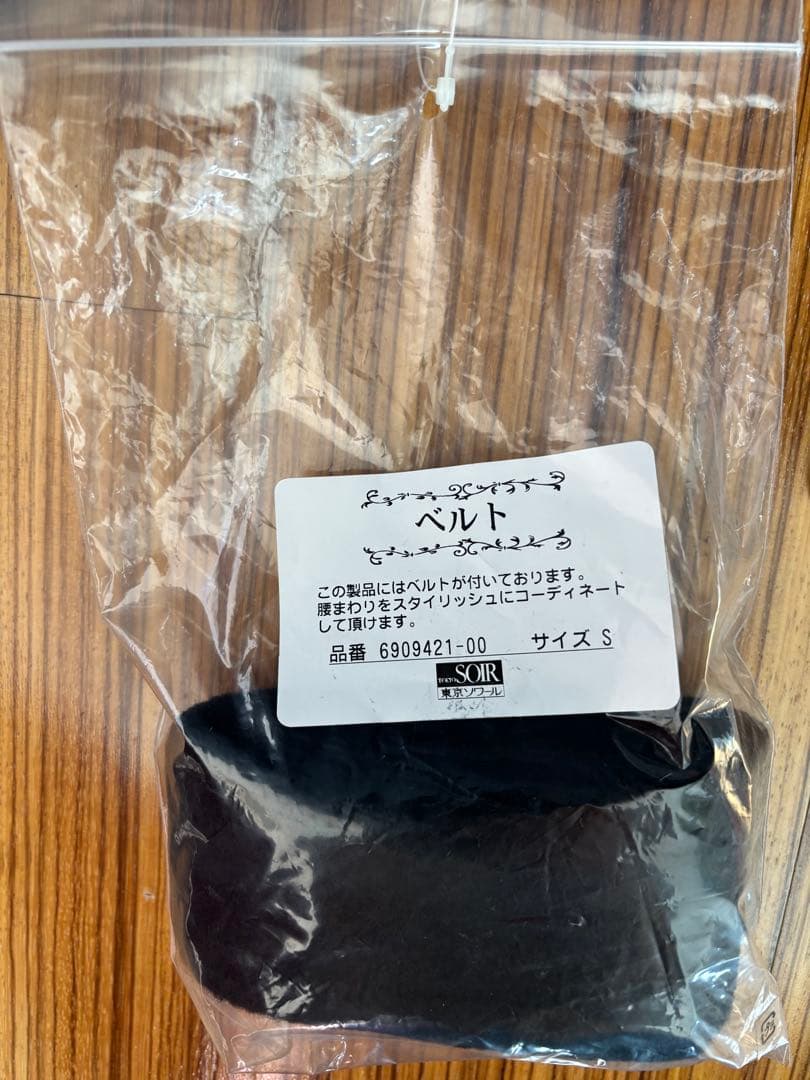 ベルト
この製品にはベルトが付いております。
腰まわりをスタイリッシュにコーディネート
して頂けます。
品番 6909421-00 サイズ S
TOKYO SOIR
東京ソワール